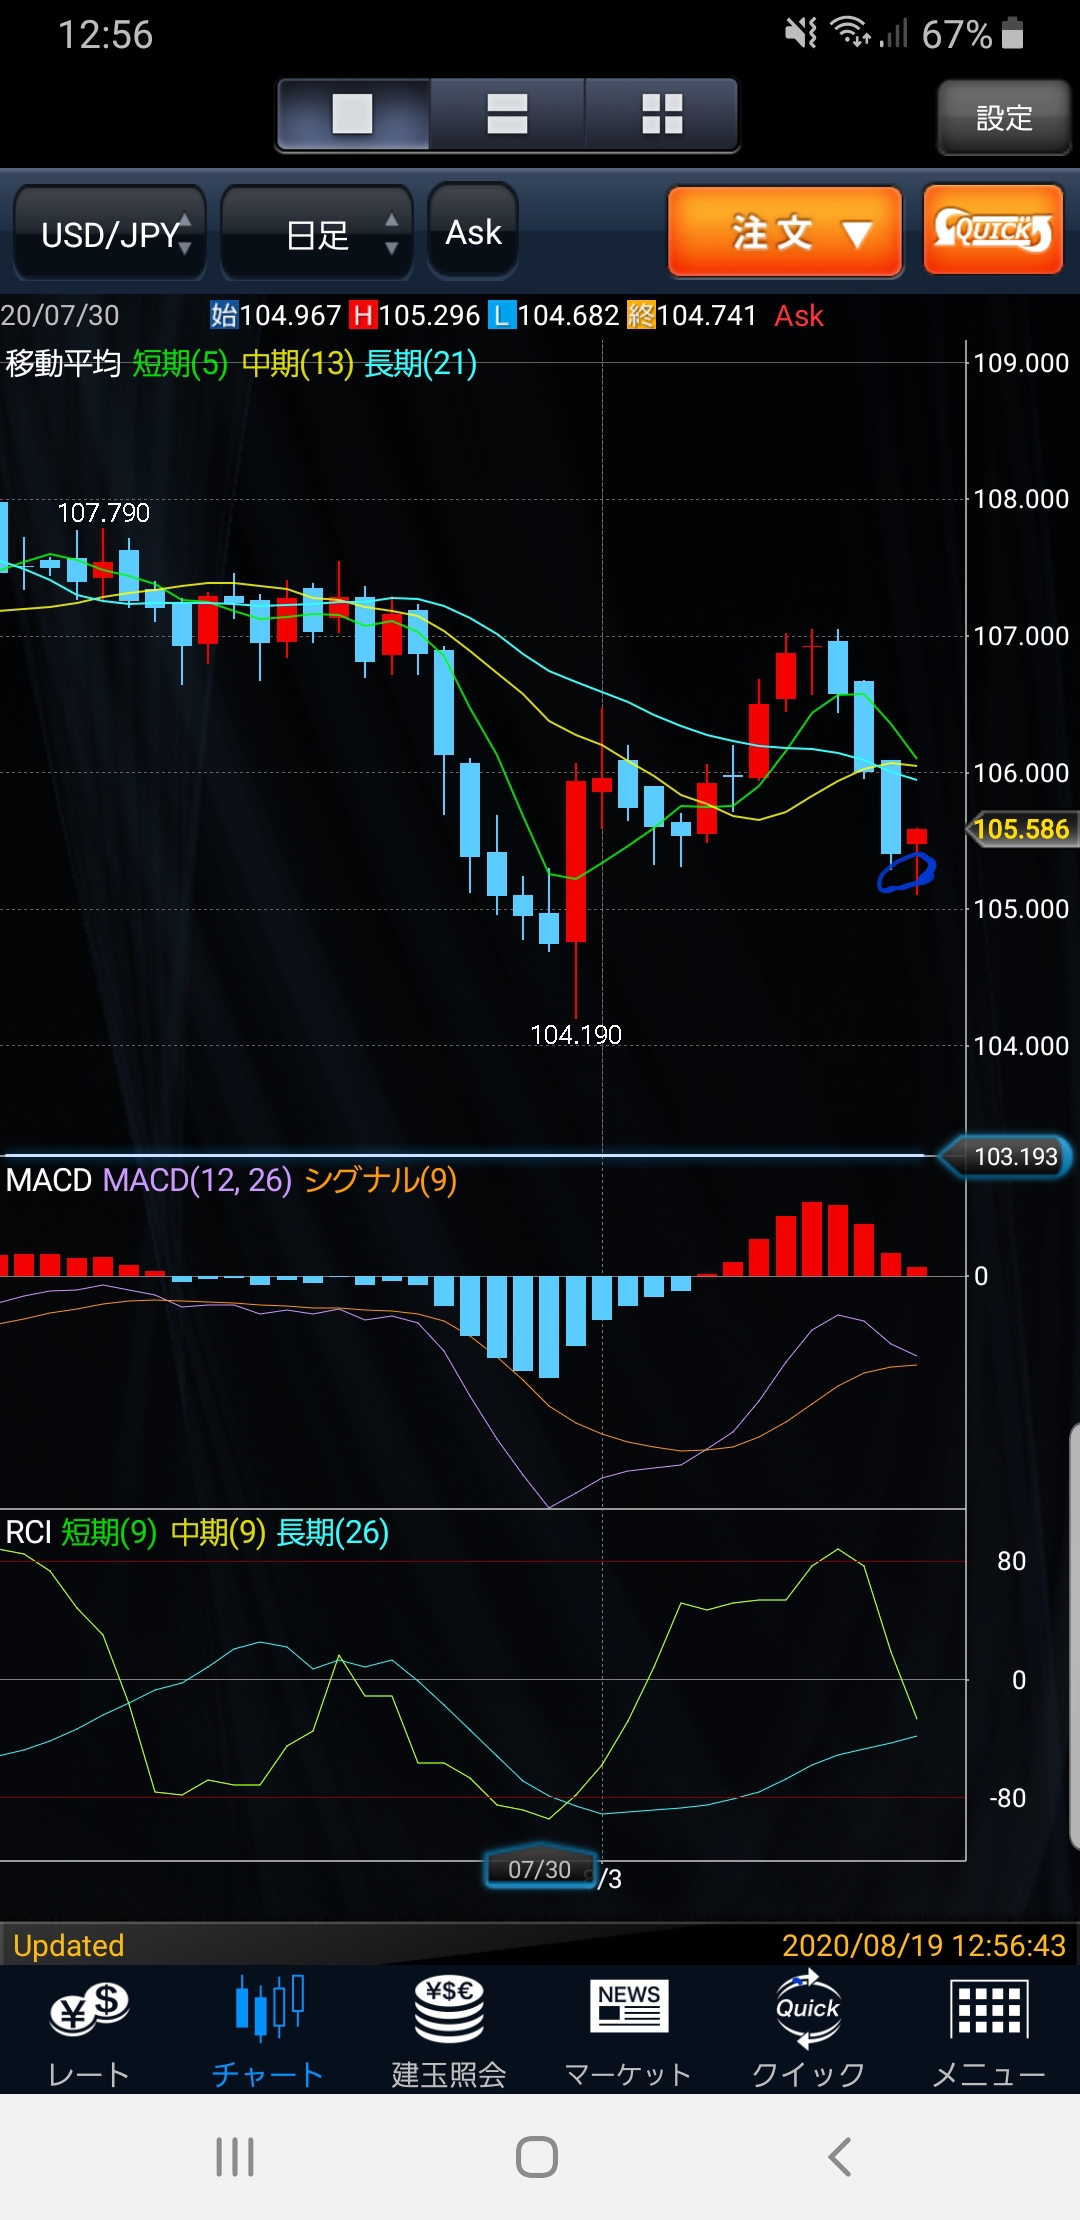 12:56 67%
設定
USD/JPY 日足 Ask 注文 ▼ QUICK
20/07/30 始104.967 H105.296 L104.682 終104.741 Ask
移動平均 短期(5) 中期(13) 長期(21)
109.000
107.790
108.000
107.000
106.000
105.586
105.000
104.190
104.000
103.193
MACD MACD(12, 26) シグナル(9)
0
RCI 短期(9) 中期(9) 長期(26)
80
0
-80
07/30 /3
Updated 2020/08/19 12:56:43
¥$ ¥$€ NEWS Quick
レート チャート 建玉照会 マーケット クイック メニュー